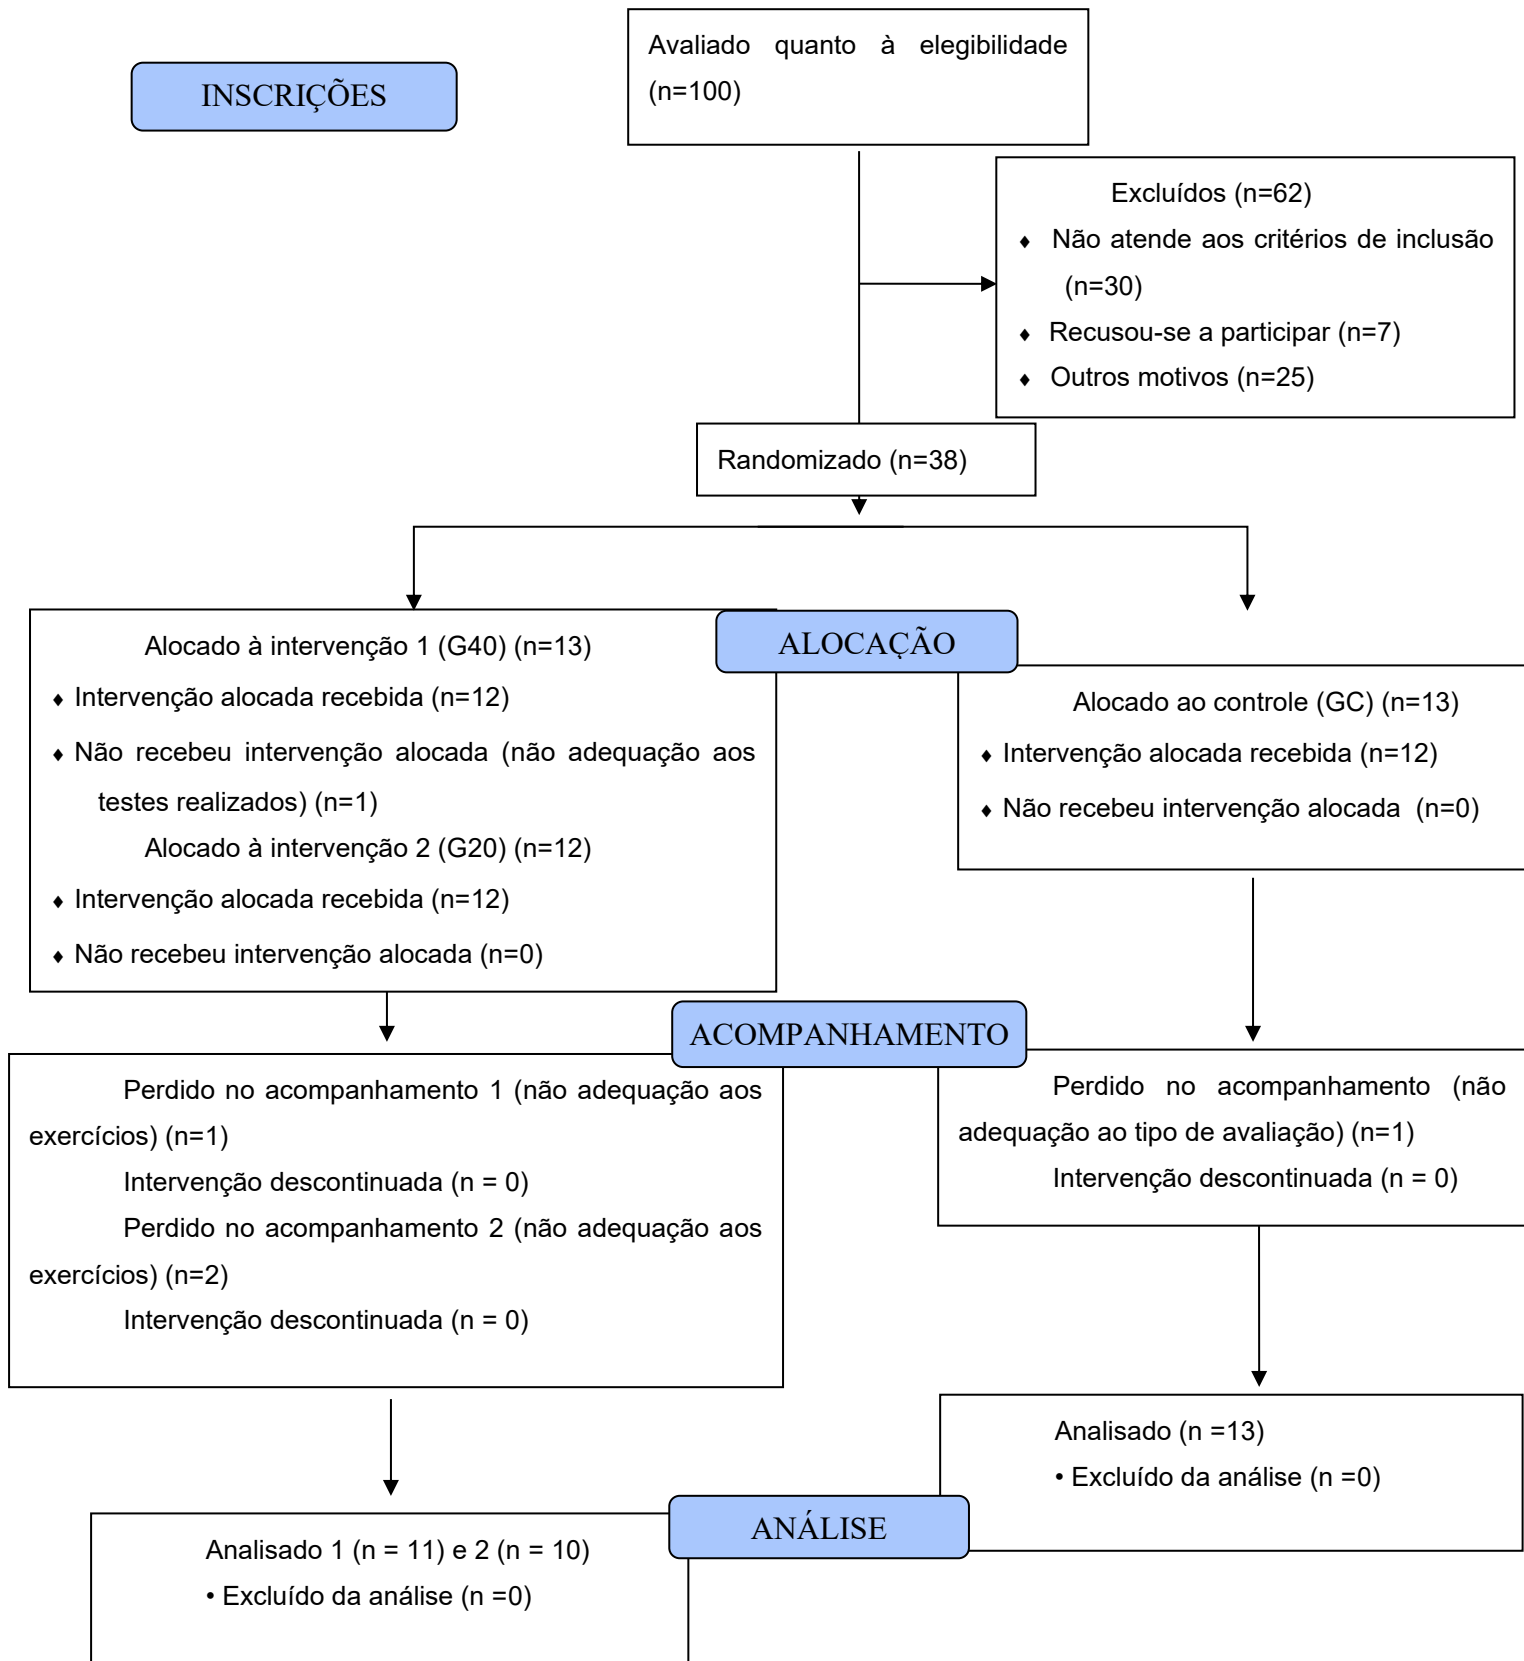 Avaliado quanto à elegibilidade
(n=100)
INSCRIÇÕES
Excluídos (n=62)
♦ Não atende aos critérios de inclusão
(n=30)
♦ Recusou-se a participar (n=7)
♦ Outros motivos (n=25)
Randomizado (n=38)
ALOCAÇÃO
Alocado à intervenção 1 (G40) (n=13)
♦ Intervenção alocada recebida (n=12)
♦ Não recebeu intervenção alocada (não adequação aos
testes realizados) (n=1)
Alocado à intervenção 2 (G20) (n=12)
♦ Intervenção alocada recebida (n=12)
♦ Não recebeu intervenção alocada (n=0)
Alocado ao controle (GC) (n=13)
♦ Intervenção alocada recebida (n=12)
♦ Não recebeu intervenção alocada (n=0)
ACOMPANHAMENTO
Perdido no acompanhamento 1 (não adequação aos
exercícios) (n=1)
Intervenção descontinuada (n = 0)
Perdido no acompanhamento 2 (não adequação aos
exercícios) (n=2)
Intervenção descontinuada (n = 0)
Perdido no acompanhamento (não
adequação ao tipo de avaliação) (n=1)
Intervenção descontinuada (n = 0)
Analisado (n =13)
• Excluído da análise (n =0)
ANÁLISE
Analisado 1 (n = 11) e 2 (n = 10)
• Excluído da análise (n =0)